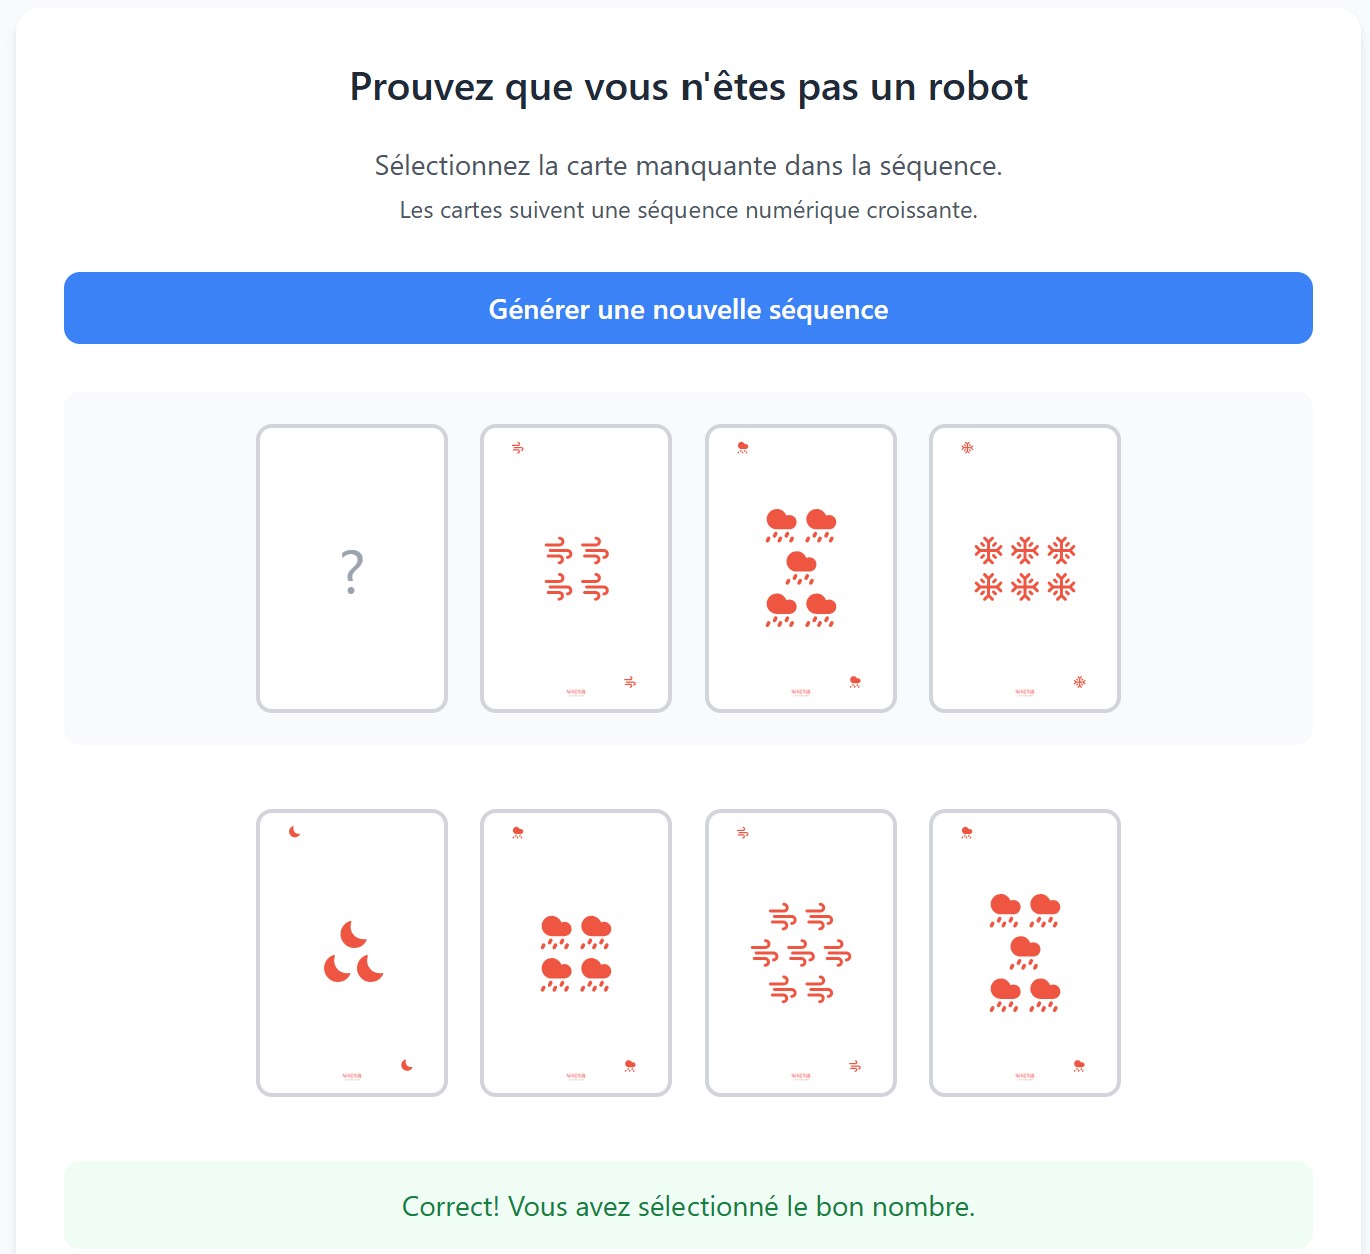 Prouvez que vous n'êtes pas un robot
Sélectionnez la carte manquante dans la séquence.
Les cartes suivent une séquence numérique croissante.
Générer une nouvelle séquence
?
Correct! Vous avez sélectionné le bon nombre.